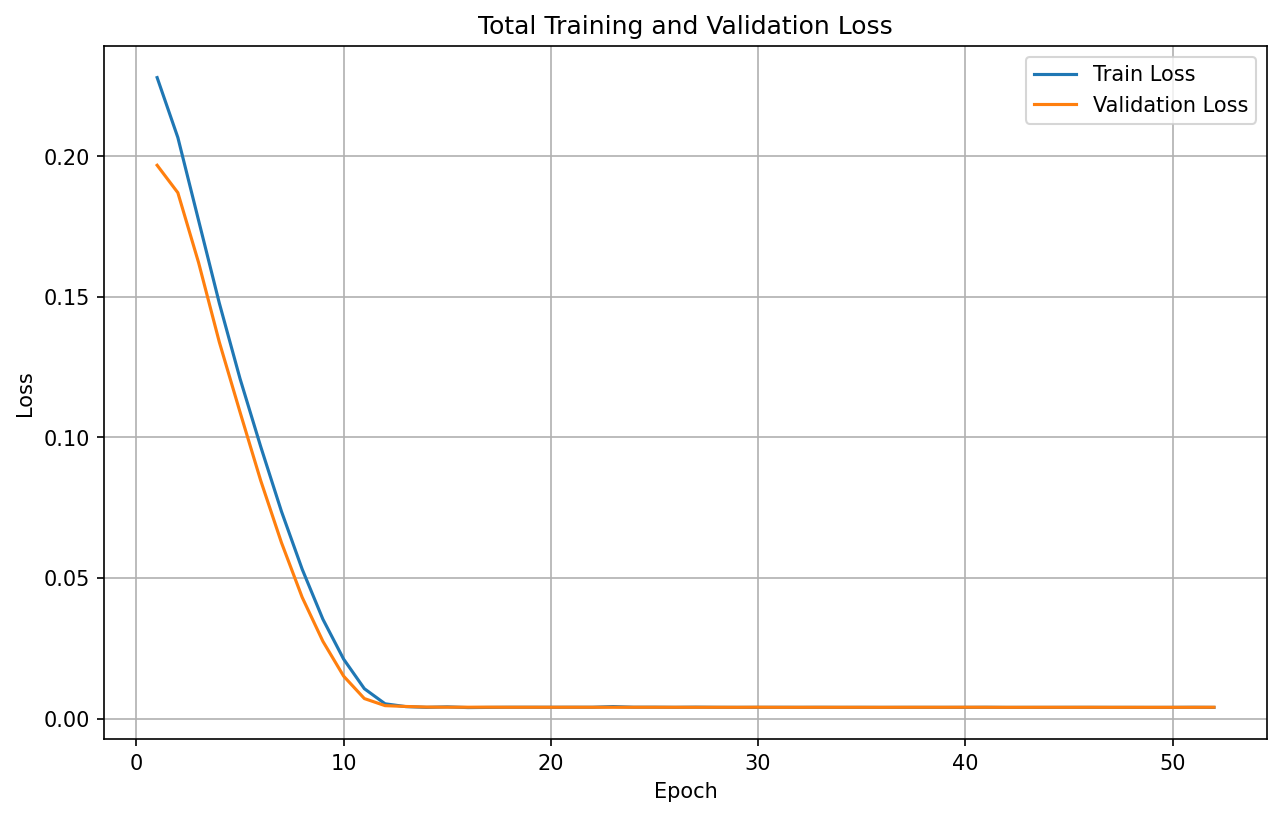 Total Training and Validation Loss
Train Loss
Validation Loss
Loss
0.20
0.15
0.10
0.05
0.00
0 10 20 30 40 50
Epoch